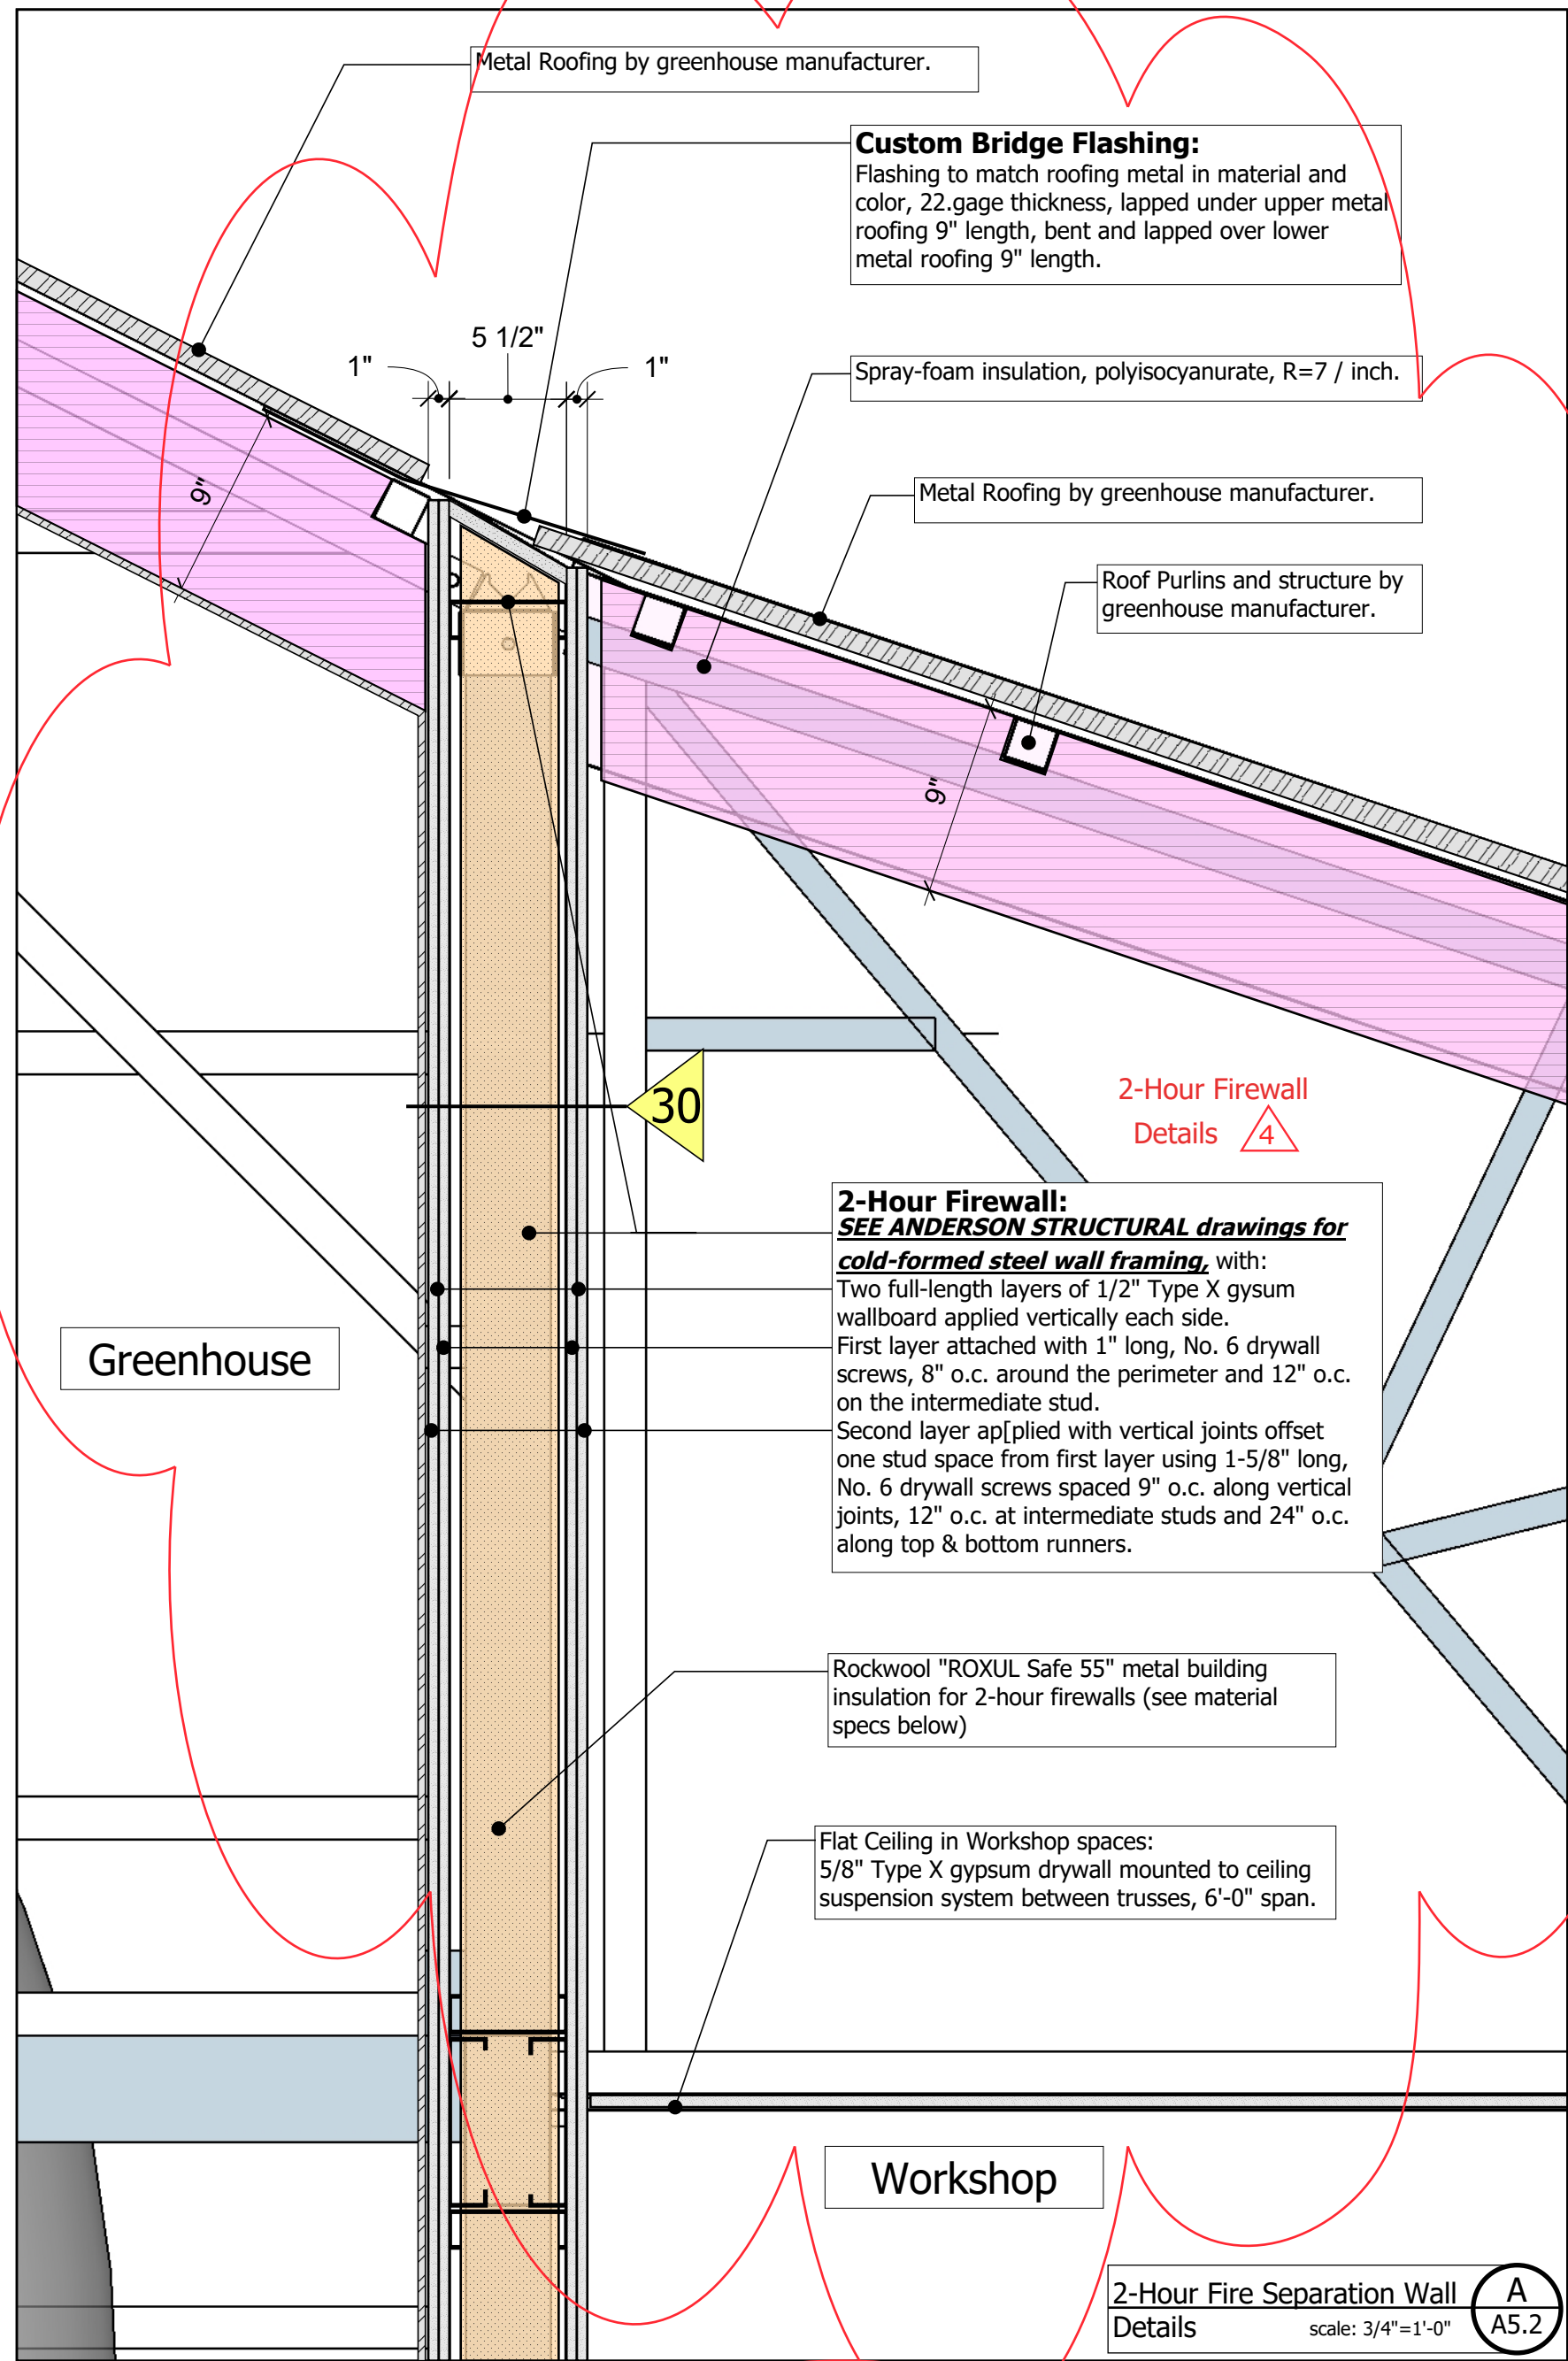 Metal Roofing by greenhouse manufacturer.
Custom Bridge Flashing:
Flashing to match roofing metal in material and
color, 22.gage thickness, lapped under upper metal
roofing 9" length, bent and lapped over lower
metal roofing 9" length.
5 1/2"
1"
1"
Spray-foam insulation, polyisocyanurate, R=7 / inch.
9"
Metal Roofing by greenhouse manufacturer.
Roof Purlins and structure by
greenhouse manufacturer.
9"
30
2-Hour Firewall
Details 4
2-Hour Firewall:
SEE ANDERSON STRUCTURAL drawings for
cold-formed steel wall framing, with:
Two full-length layers of 1/2" Type X gysum
wallboard applied vertically each side.
First layer attached with 1" long, No. 6 drywall
screws, 8" o.c. around the perimeter and 12" o.c.
on the intermediate stud.
Second layer ap[plied with vertical joints offset
one stud space from first layer using 1-5/8" long,
No. 6 drywall screws spaced 9" o.c. along vertical
joints, 12" o.c. at intermediate studs and 24" o.c.
along top & bottom runners.
Greenhouse
Rockwool "ROXUL Safe 55" metal building
insulation for 2-hour firewalls (see material
specs below)
Flat Ceiling in Workshop spaces:
5/8" Type X gypsum drywall mounted to ceiling
suspension system between trusses, 6'-0" span.
Workshop
2-Hour Fire Separation Wall
Details scale: 3/4"=1'-0"
A
A5.2